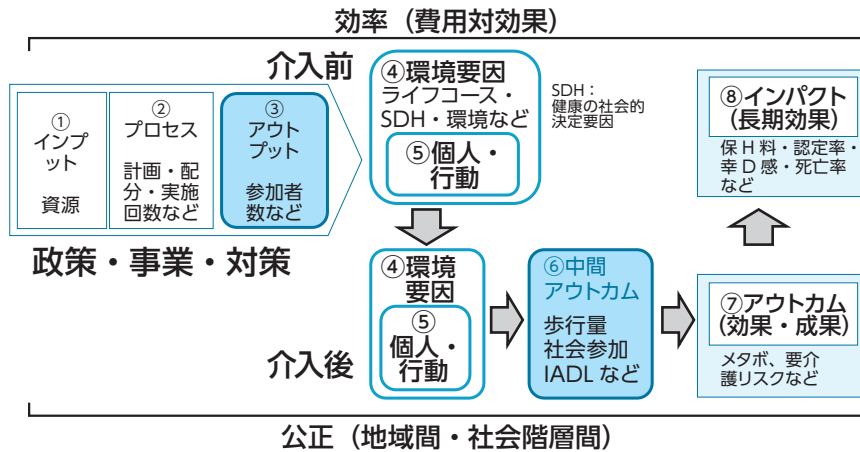 効率（費用対効果）
介入前
①
インプ
ット
資源
②
プロセス
計画・配
分・実施
回数など
③
アウト
プット
参加者
数など
政策・事業・対策
④環境要因
ライフコース・
SDH・環境など
⑤個人・
行動
SDH：
健康の社会的
決定要因
介入後
④環境
要因
⑤
個人・
行動
⑥中間
アウトカム
歩行量
社会参加
IADL など
⑦アウトカム
(効果・成果)
メタボ、要介
護リスクなど
⑧インパクト
(長期効果)
保 H 料・認定率・
幸 D 感・死亡率
など
公正（地域間・社会階層間）